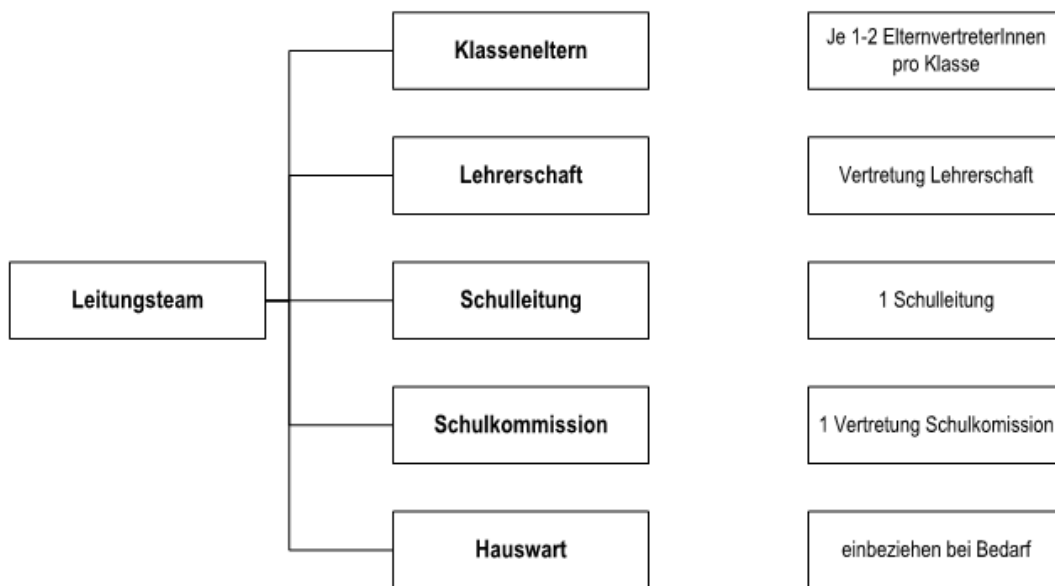 Klasseneltern
Je 1-2 ElternvertreterInnen
pro Klasse
Lehrerschaft
Vertretung Lehrerschaft
Leitungsteam
Schulleitung
1 Schulleitung
Schulkommission
1 Vertretung Schulkomission
Hauswart
einbeziehen bei Bedarf